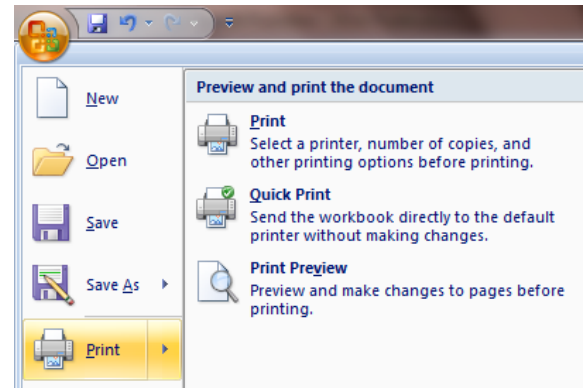 New
Open
Save
Save As
Print
Preview and print the document
Print
Select a printer, number of copies, and
other printing options before printing.
Quick Print
Send the workbook directly to the default
printer without making changes.
Print Preview
Preview and make changes to pages before
printing.